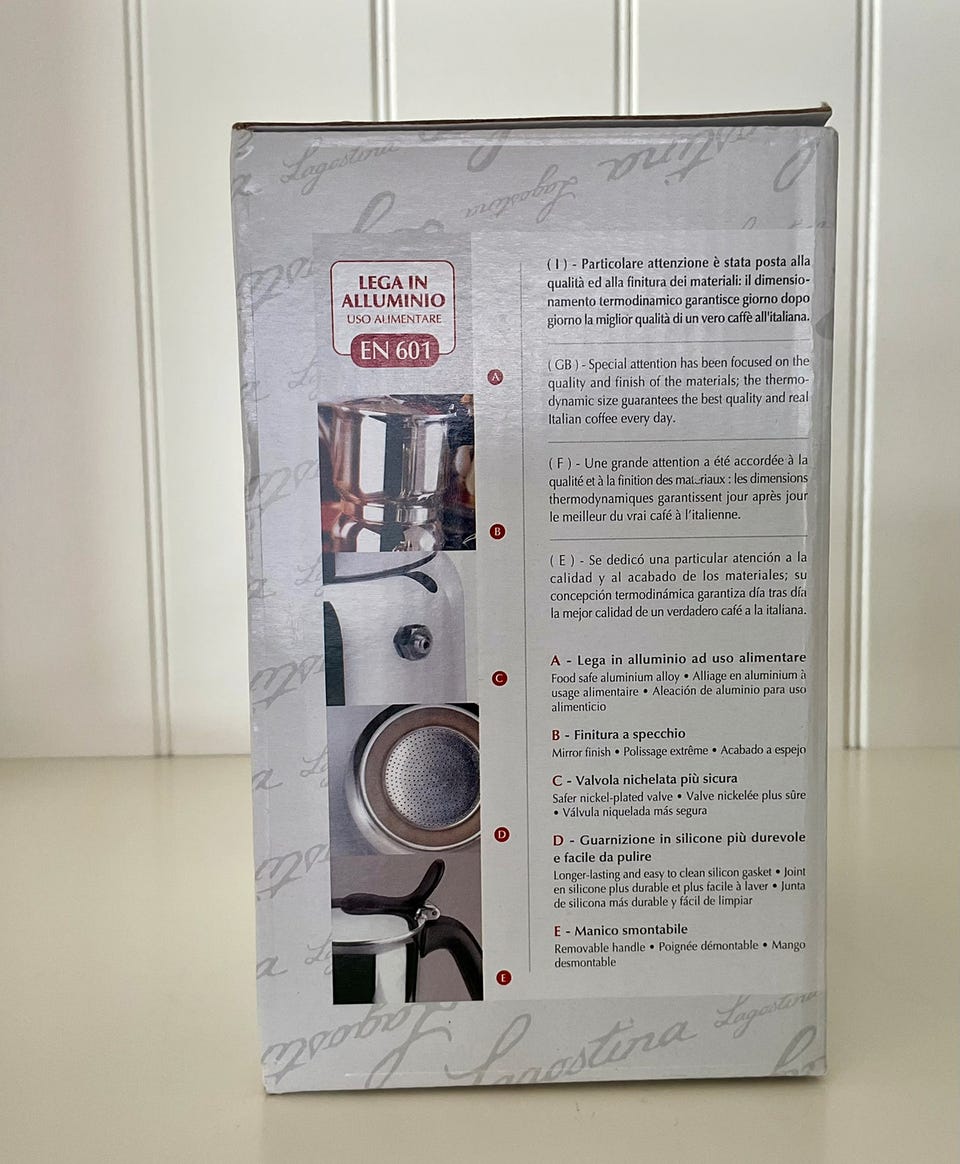 Lagostina
Lagostina
stina
LEGA IN
ALLUMINIO
USO ALIMENTARE
EN 601
( I ) - Particolare attenzione è stata posta alla
qualità ed alla finitura dei materiali: il dimensio-
namento termodinamico garantisce giorno dopo
giorno la miglior qualità di un vero caffè all'italiana.
( GB ) - Special attention has been focused on the
quality and finish of the materials; the thermo-
dynamic size guarantees the best quality and real
Italian coffee every day.
( F ) - Une grande attention a été accordée à la
qualité et à la finition des matériaux : les dimensions
thermodynamiques garantissent jour après jour
le meilleur du vrai café à l'italienne.
( E ) - Se dedicó una particular atención a la
calidad y al acabado de los materiales; su
concepción termodinámica garantiza día tras día
la mejor calidad de un verdadero café a la italiana.
A
B
C
D
E
A - Lega in alluminio ad uso alimentare
Food safe aluminium alloy • Alliage en aluminium à
usage alimentaire • Aleación de aluminio para uso
alimenticio
B - Finitura a specchio
Mirror finish • Polissage extrême • Acabado a espejo
C - Valvola nichelata più sicura
Safer nickel-plated valve • Valve nickelée plus sûre
• Válvula niquelada más segura
D - Guarnizione in silicone più durevole
e facile da pulire
Longer-lasting and easy to clean silicon gasket • Joint
en silicone plus durable et plus facile à laver • Junta
de silicona más durable y fácil de limpiar
E - Manico smontabile
Removable handle • Poignée démontable • Mango
desmontable
Lagosti
Lagostina
Lagostina